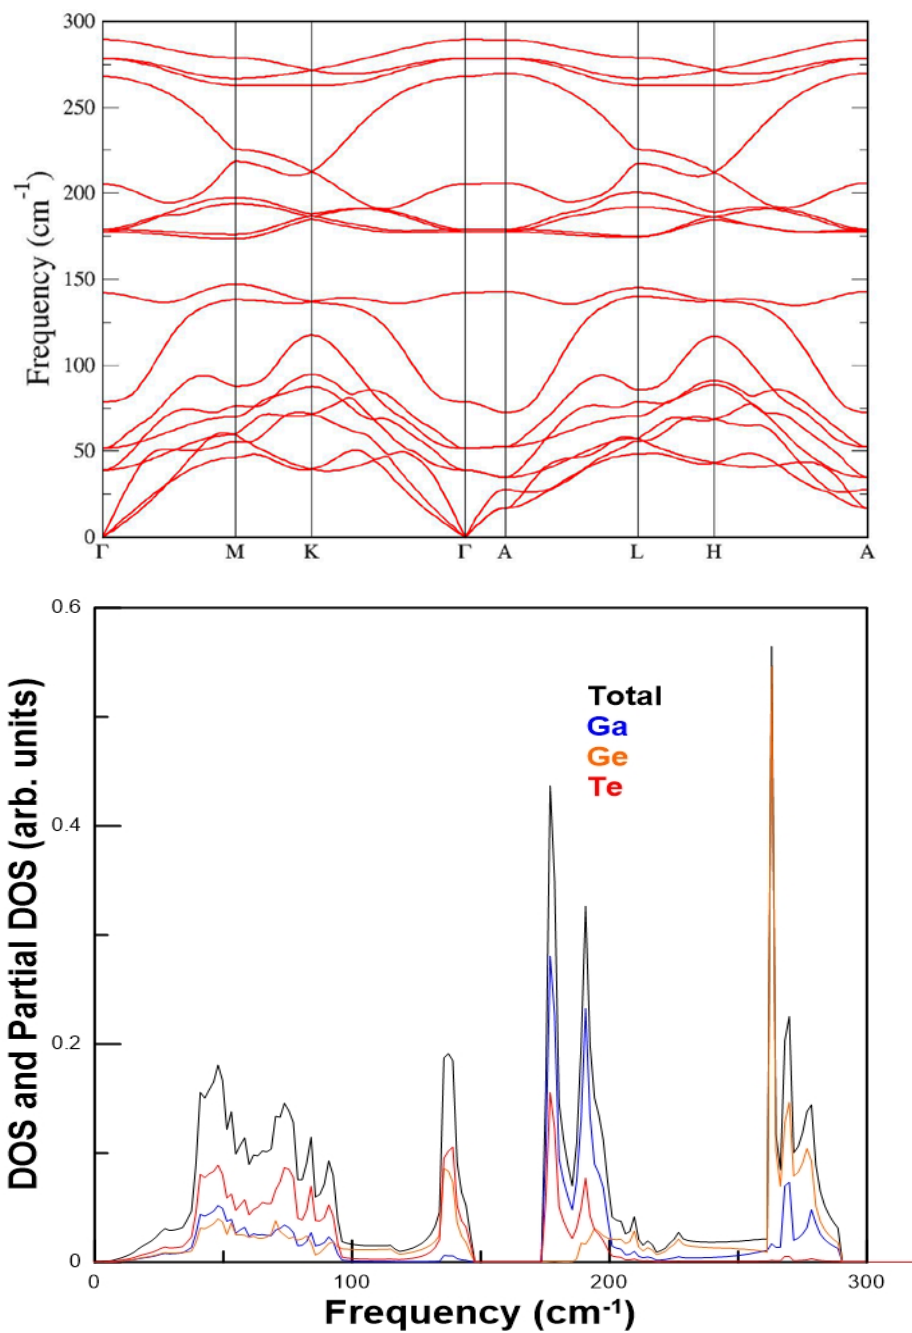 300
250
200
150
100
50
0
Frequency (cm-1)
Γ M K Γ A L H A
0.6
0.4
0.2
0
DOS and Partial DOS (arb. units)
Total
Ga
Ge
Te
0 100 200 300
Frequency (cm-1)